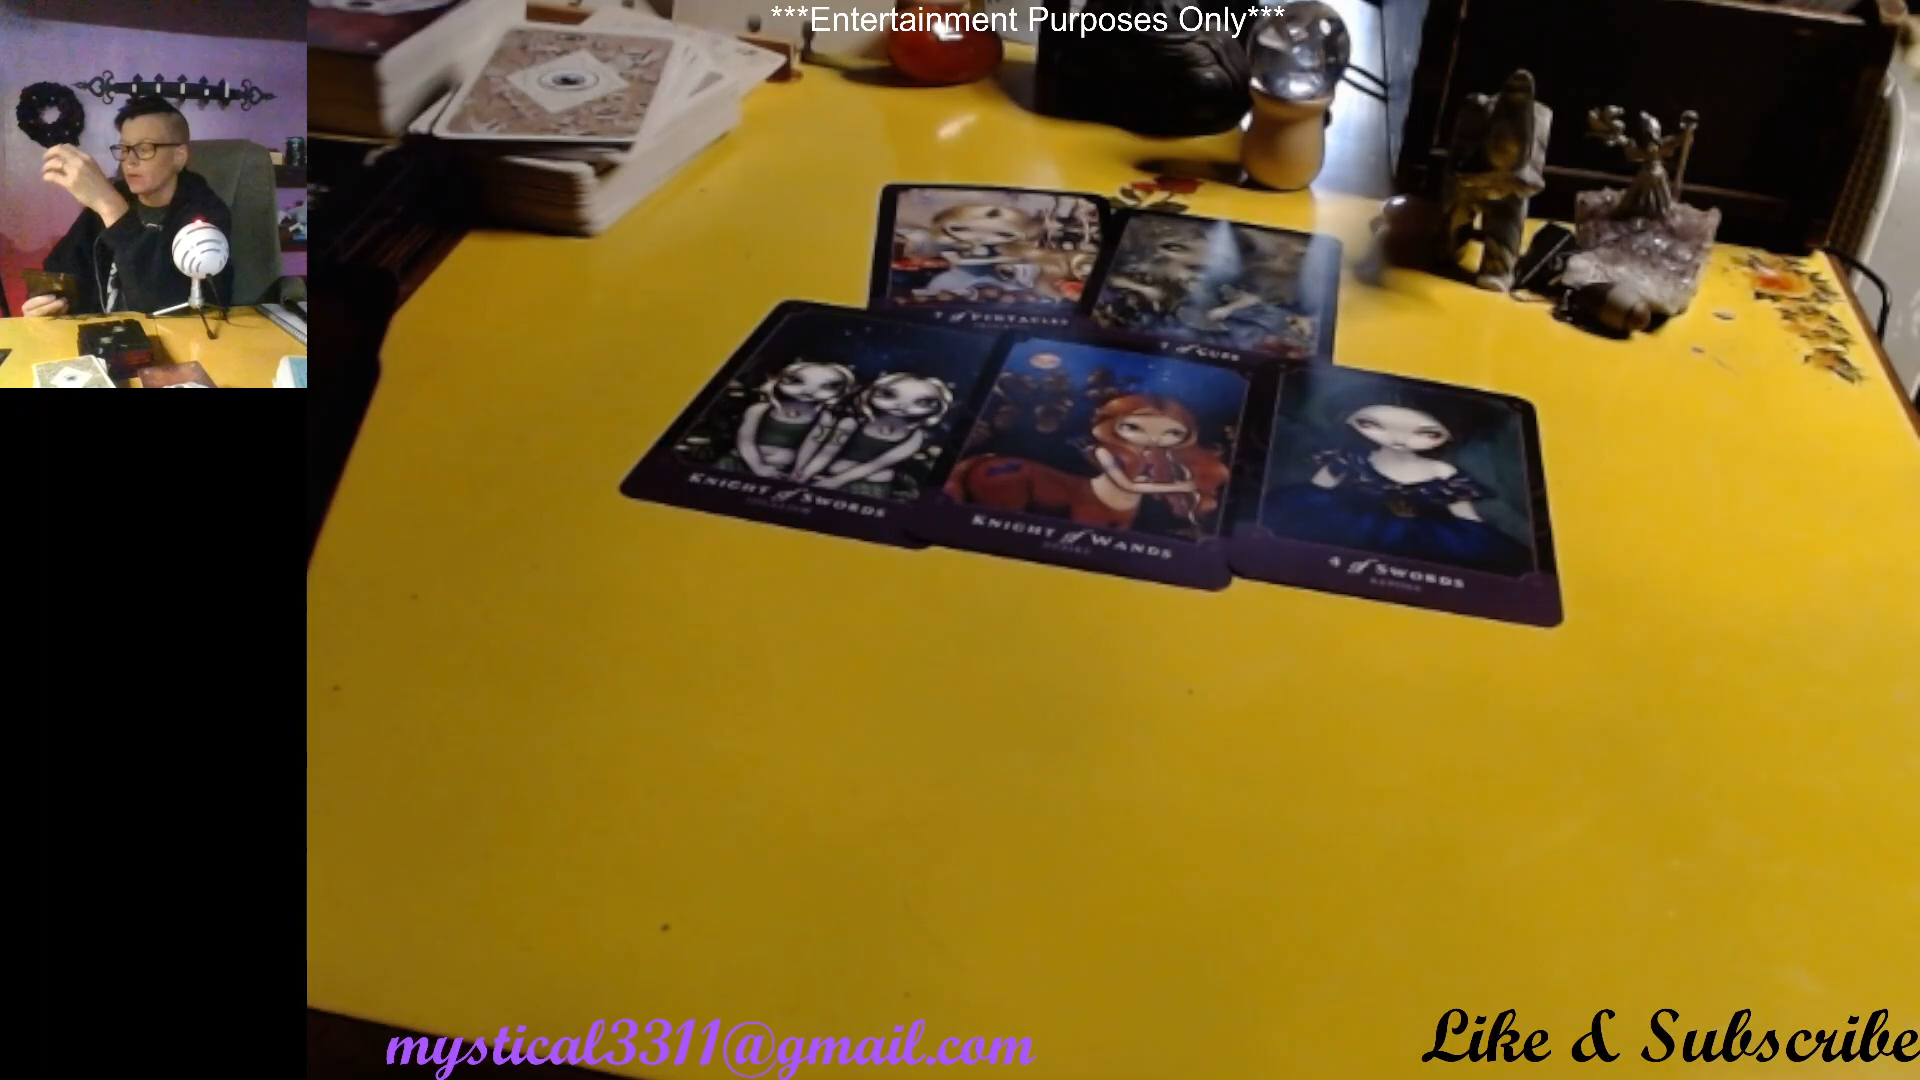 ***Entertainment Purposes Only***
7 of Pentacles
7 of Cups
Knight of Swords
Knight of Wands
4 of Swords
mystical3311@gmail.com
Like & Subscribe